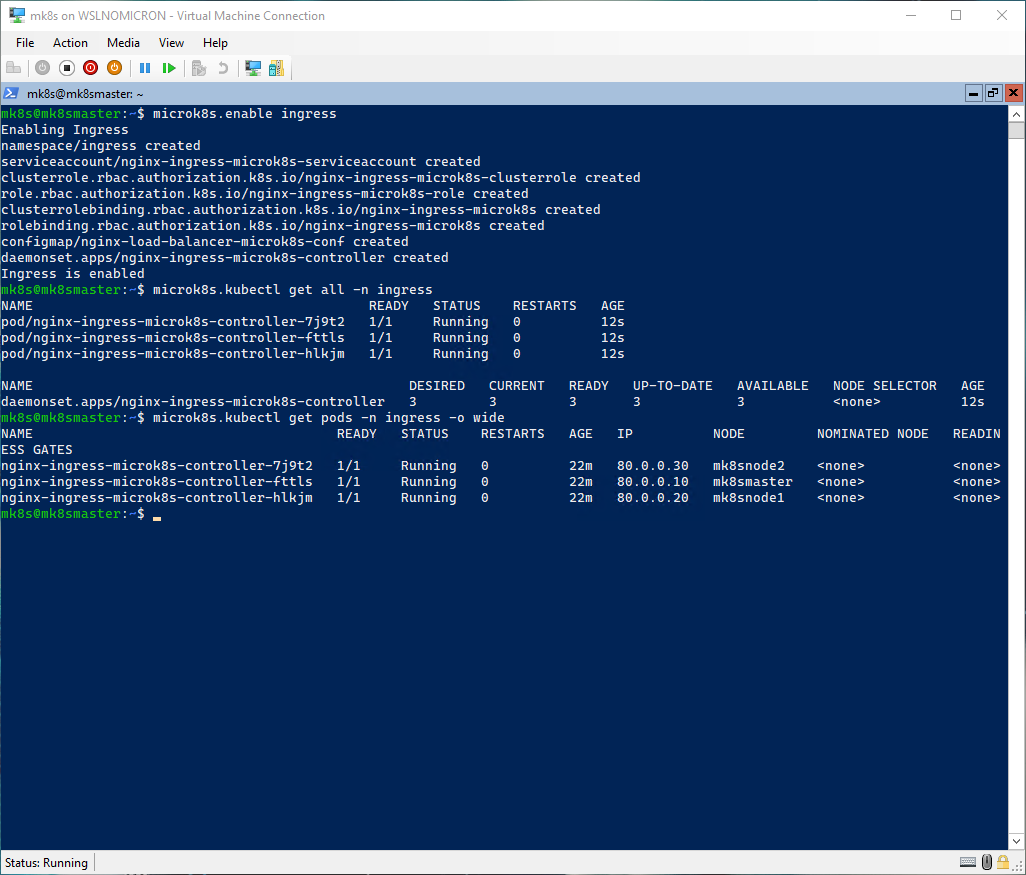 mk8s on WSLNOMICRON - Virtual Machine Connection
File Action Media View Help
mk8s@mk8smaster: ~
mk8s@mk8smaster:~$ microk8s.enable ingress
Enabling Ingress
namespace/ingress created
serviceaccount/nginx-ingress-microk8s-serviceaccount created
clusterrole.rbac.authorization.k8s.io/nginx-ingress-microk8s-clusterrole created
role.rbac.authorization.k8s.io/nginx-ingress-microk8s-role created
clusterrolebinding.rbac.authorization.k8s.io/nginx-ingress-microk8s created
rolebinding.rbac.authorization.k8s.io/nginx-ingress-microk8s created
configmap/nginx-load-balancer-microk8s-conf created
daemonset.apps/nginx-ingress-microk8s-controller created
Ingress is enabled
mk8s@mk8smaster:~$ microk8s.kubectl get all -n ingress
NAME READY STATUS RESTARTS AGE
pod/nginx-ingress-microk8s-controller-7j9t2 1/1 Running 0 12s
pod/nginx-ingress-microk8s-controller-fttls 1/1 Running 0 12s
pod/nginx-ingress-microk8s-controller-hlkjm 1/1 Running 0 12s
NAME DESIRED CURRENT READY UP-TO-DATE AVAILABLE NODE SELECTOR AGE
daemonset.apps/nginx-ingress-microk8s-controller 3 3 3 3 3 <none> 12s
mk8s@mk8smaster:~$ microk8s.kubectl get pods -n ingress -o wide
NAME READY STATUS RESTARTS AGE IP NODE NOMINATED NODE READIN
ESS GATES
nginx-ingress-microk8s-controller-7j9t2 1/1 Running 0 22m 80.0.0.30 mk8snode2 <none> <none>
nginx-ingress-microk8s-controller-fttls 1/1 Running 0 22m 80.0.0.10 mk8smaster <none> <none>
nginx-ingress-microk8s-controller-hlkjm 1/1 Running 0 22m 80.0.0.20 mk8snode1 <none> <none>
mk8s@mk8smaster:~$
Status: Running